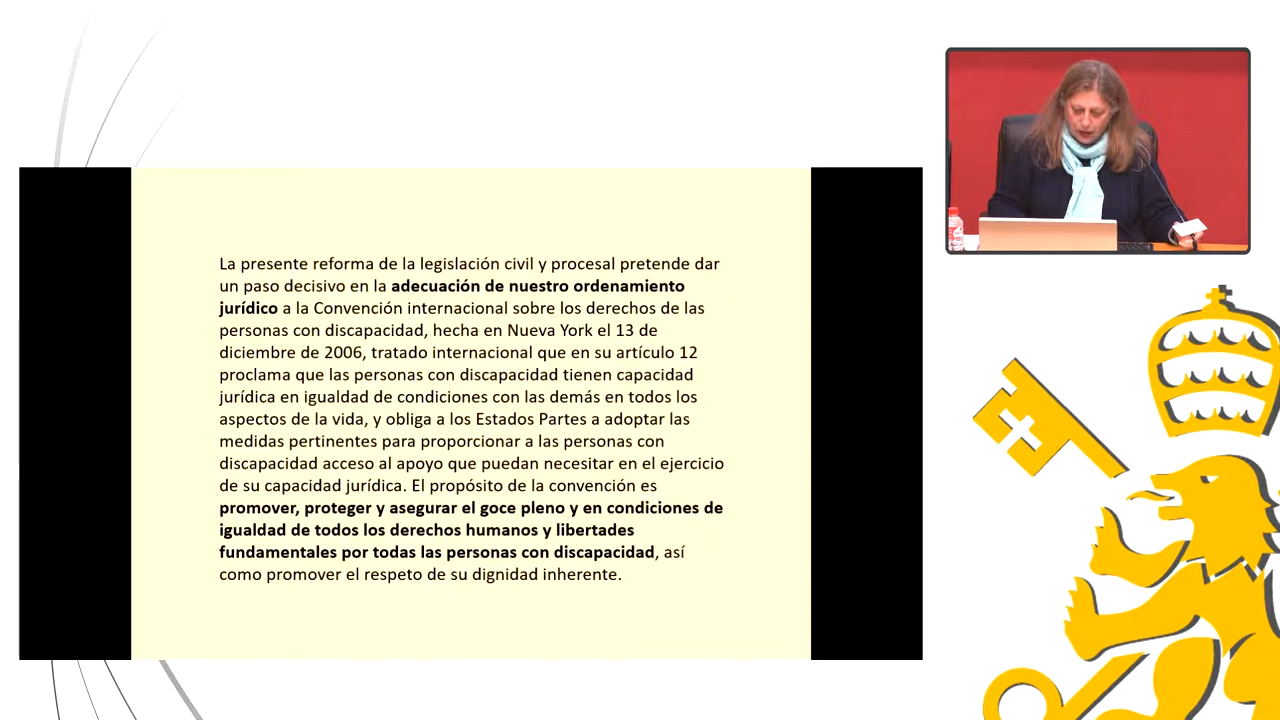 La presente reforma de la legislación civil y procesal pretende dar
un paso decisivo en la adecuación de nuestro ordenamiento
jurídico a la Convención internacional sobre los derechos de las
personas con discapacidad, hecha en Nueva York el 13 de
diciembre de 2006, tratado internacional que en su artículo 12
proclama que las personas con discapacidad tienen capacidad
jurídica en igualdad de condiciones con las demás en todos los
aspectos de la vida, y obliga a los Estados Partes a adoptar las
medidas pertinentes para proporcionar a las personas con
discapacidad acceso al apoyo que puedan necesitar en el ejercicio
de su capacidad jurídica. El propósito de la convención es
promover, proteger y asegurar el goce pleno y en condiciones de
igualdad de todos los derechos humanos y libertades
fundamentales por todas las personas con discapacidad, así
como promover el respeto de su dignidad inherente.